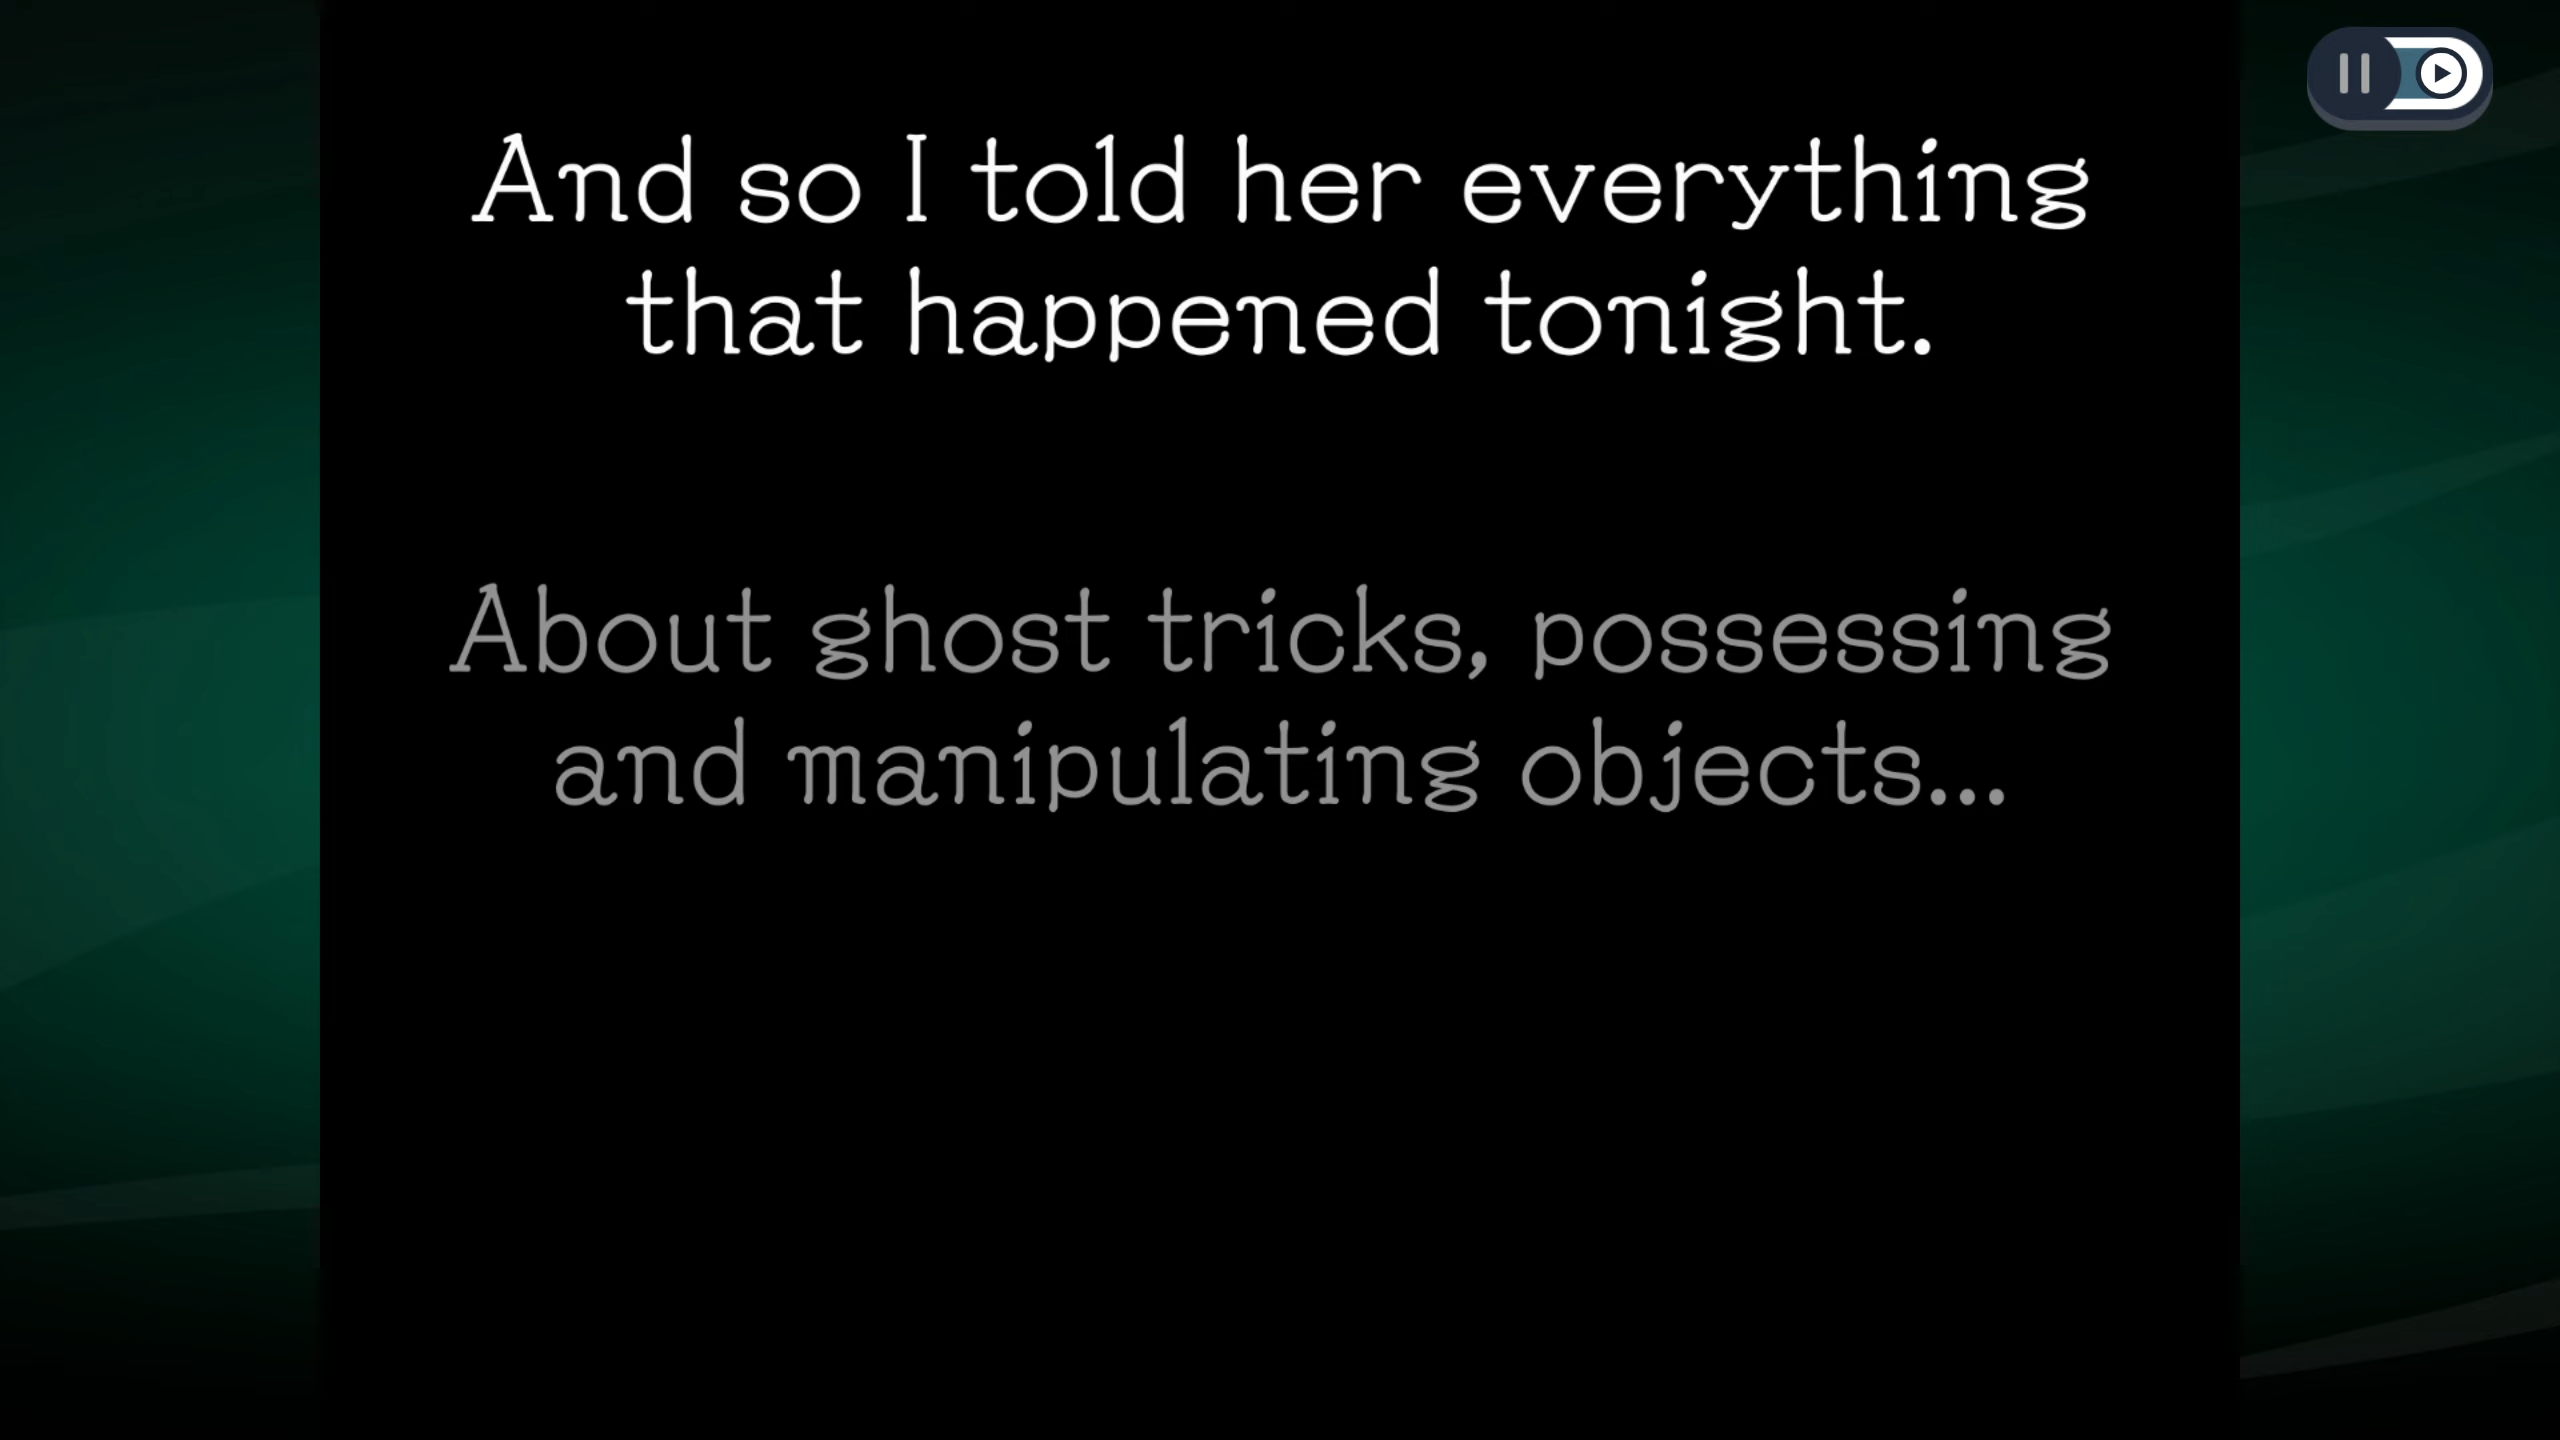 And so I told her everything
that happened tonight.
About ghost tricks, possessing
and manipulating objects...